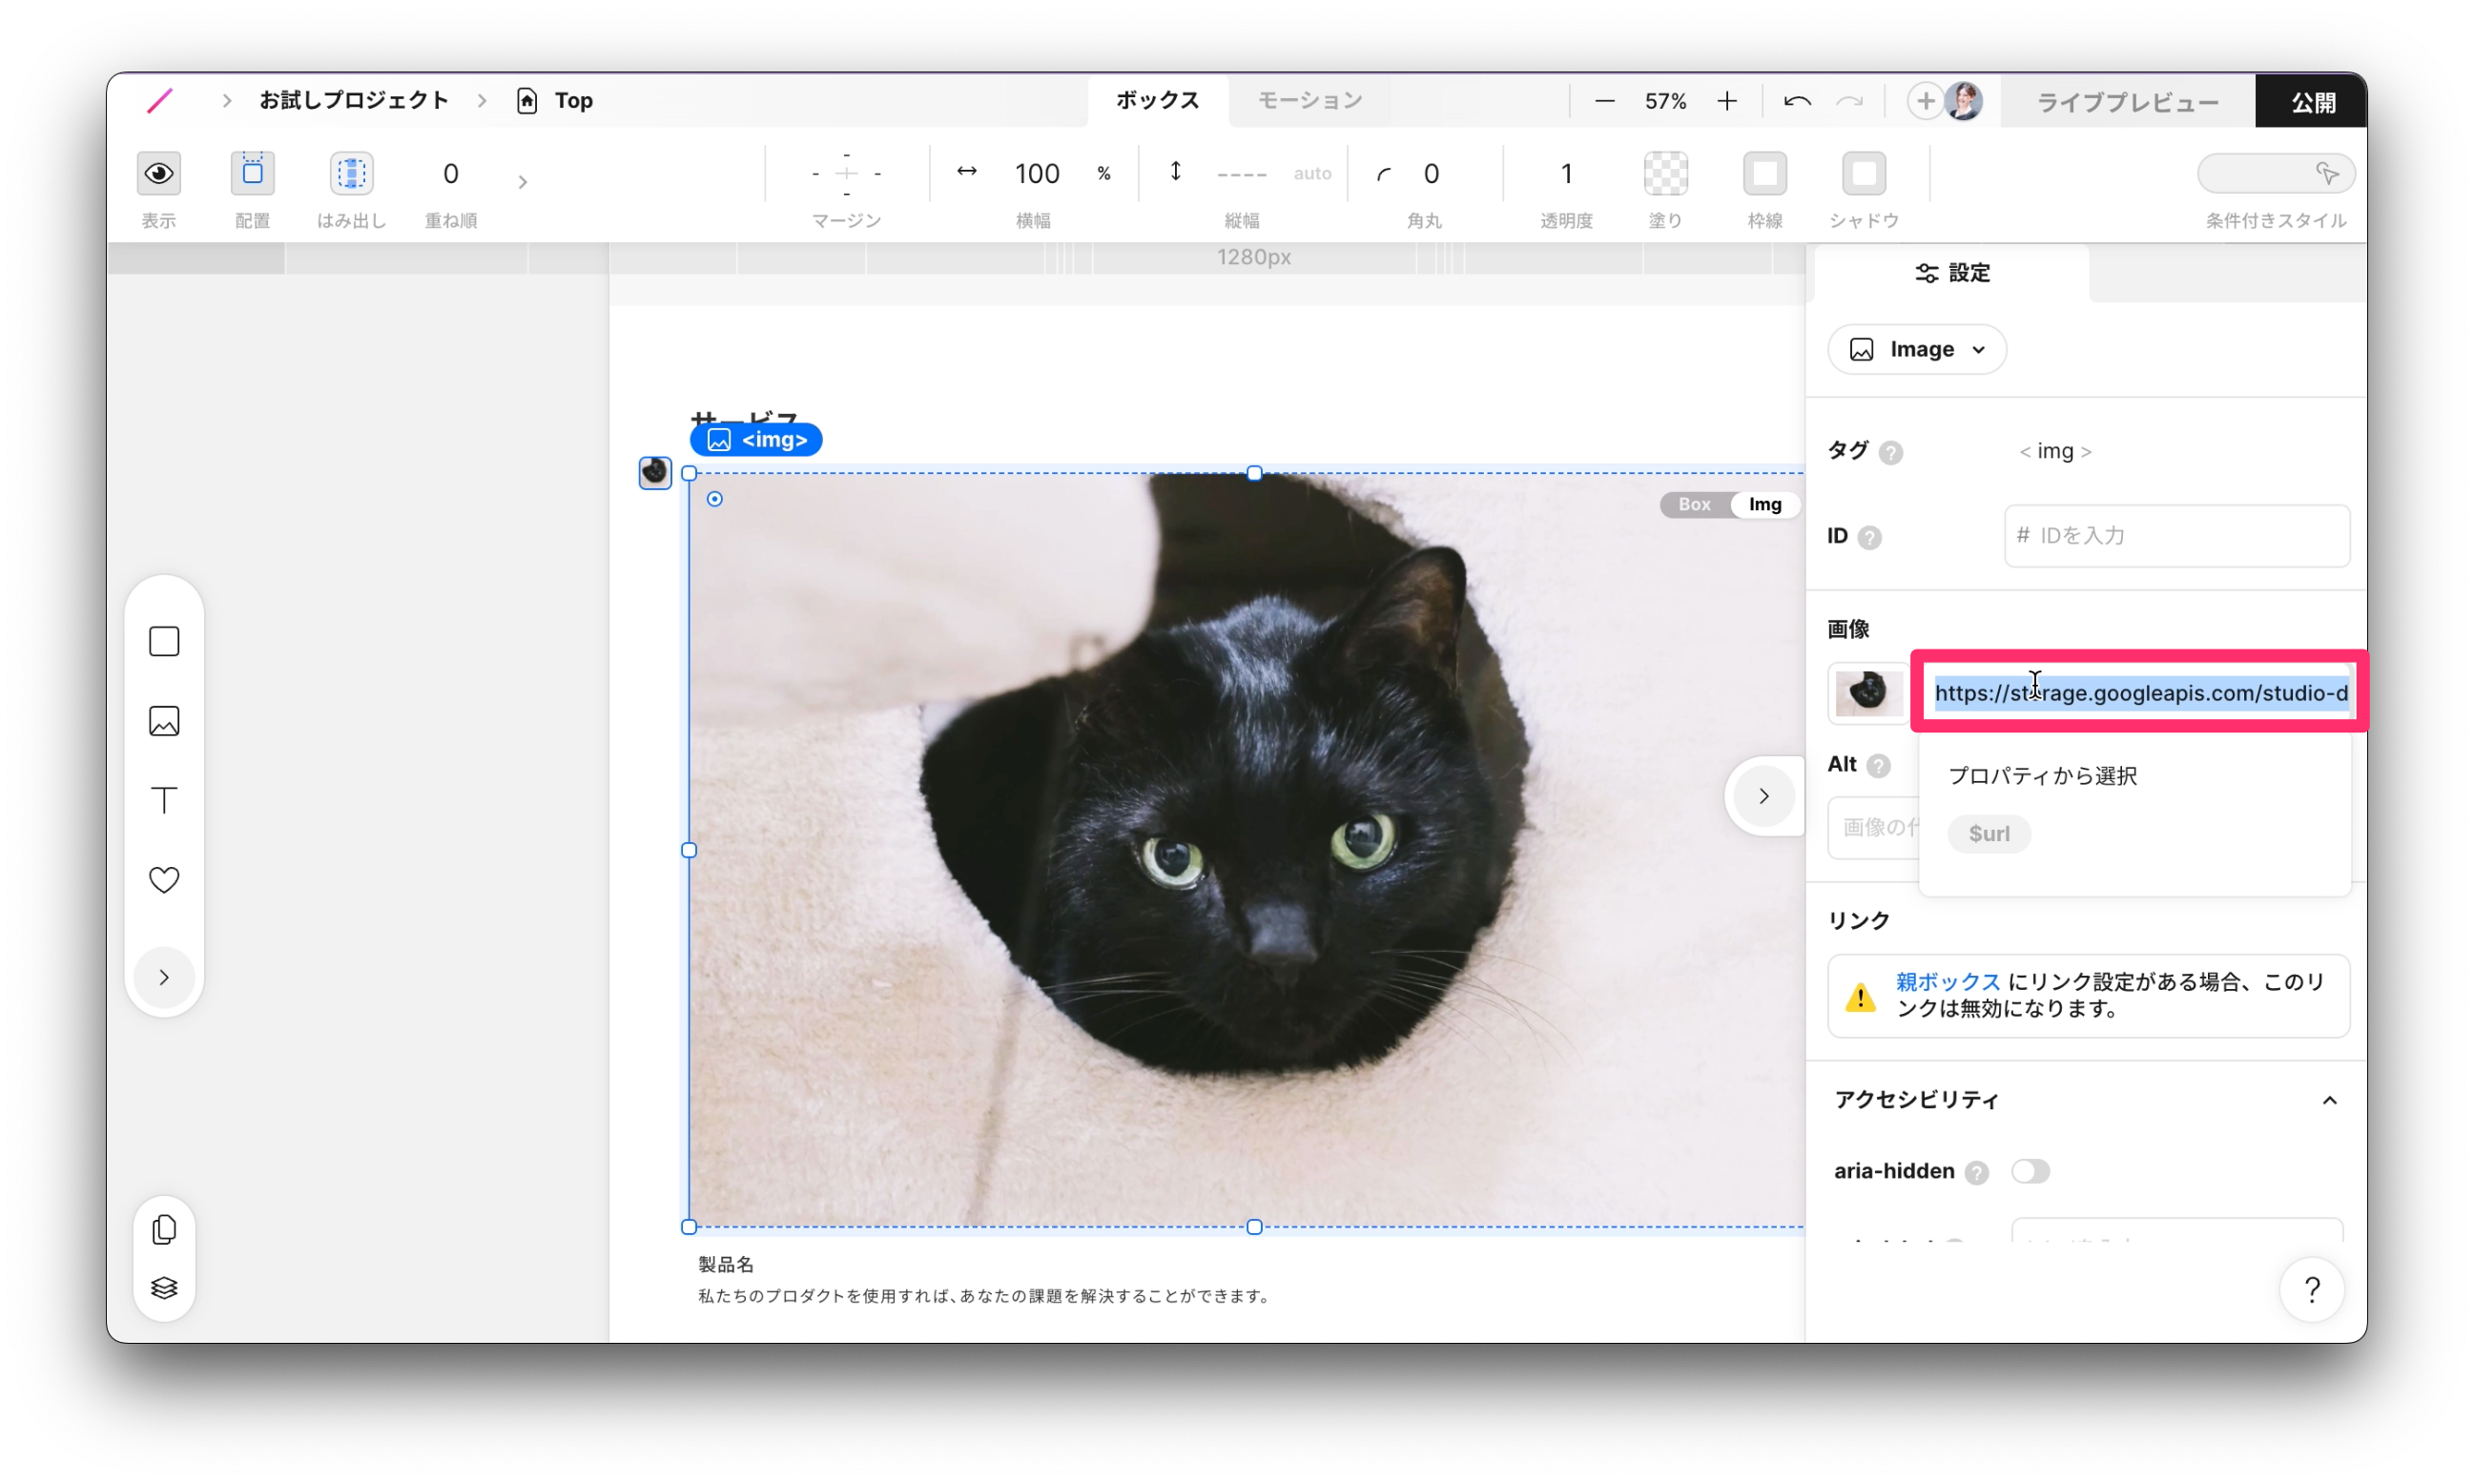 お試しプロジェクト
Top
ボックス
モーション
57%
ライブプレビュー
公開
0
100
%
----
auto
0
1
表示
配置
はみ出し
重ね順
マージン
横幅
縦幅
角丸
透明度
塗り
枠線
シャドウ
条件付きスタイル
1280px
設定
Image
サービス
<img>
タグ ?
< img >
Box
Img
ID ?
# IDを入力
画像
https://storage.googleapis.com/studio-d
Alt ?
プロパティから選択
画像の
$url
リンク
親ボックス にリンク設定がある場合、このリ
ンクは無効になります。
アクセシビリティ
aria-hidden ?
製品名
私たちのプロダクトを使用すれば、あなたの課題を解決することができます。
?